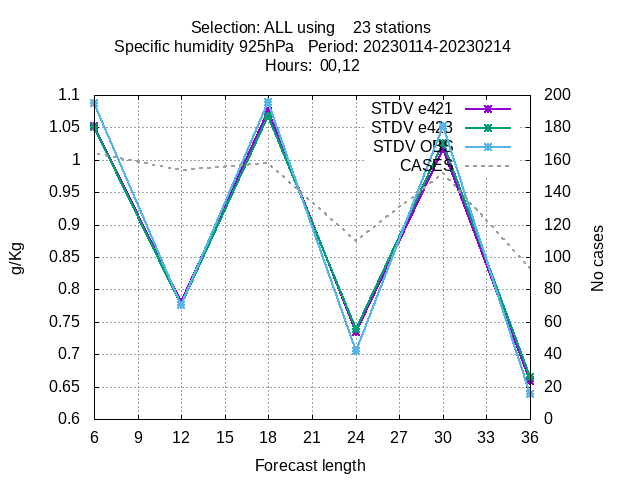 Selection: ALL using 23 stations
Specific humidity 925hPa Period: 20230114-20230214
Hours: 00,12
1.1
1.05
1
0.95
0.9
0.85
0.8
0.75
0.7
0.65
0.6
g/Kg
STDV e421
STDV e423
STDV OBS
CASES
200
180
160
140
120
100
80
60
40
20
0
No cases
6 9 12 15 18 21 24 27 30 33 36
Forecast length